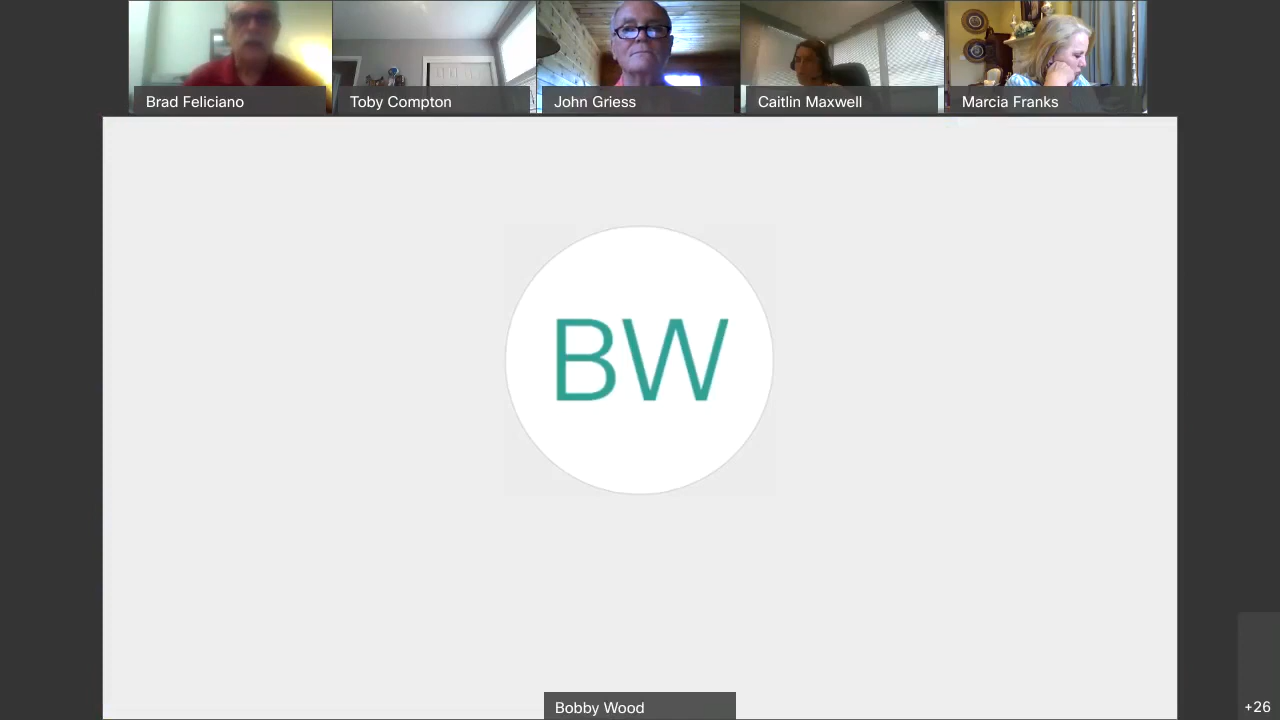 Brad Feliciano
Toby Compton
John Griess
Caitlin Maxwell
Marcia Franks
BW
Bobby Wood
+26